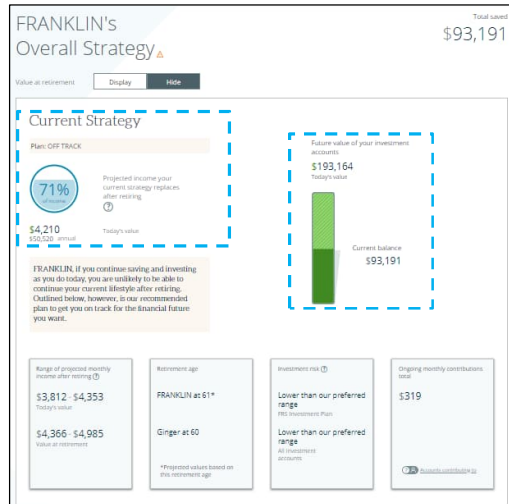 FRANKLIN's
Overall Strategy
Total saved
$93,191
Value at retirement
Display
Hide
Current Strategy
Plan: OFF TRACK
71%
of income
Projected income your
current strategy replaces
after retiring
?
$4,210
$50,520 annual
Today's value
Future value of your investment
accounts
$193,164
Today's value
Current balance
$93,191
FRANKLIN, if you continue saving and investing
as you do today, you are unlikely to be able to
continue your current lifestyle after retiring.
Outlined below, however, is our recommended
plan to get you on track for the financial future
you want.
Range of projected monthly
income after retiring ?
$3,812 - $4,353
Today's value
$4,366 - $4,985
Value at retirement
Retirement age
FRANKLIN at 61*
Ginger at 60
*Projected values based on
this retirement age
Investment risk ?
Lower than our preferred
range
FRS Investment Plan
Lower than our preferred
range
All investment
accounts
Ongoing monthly contributions
total
$319
Accounts contributing to